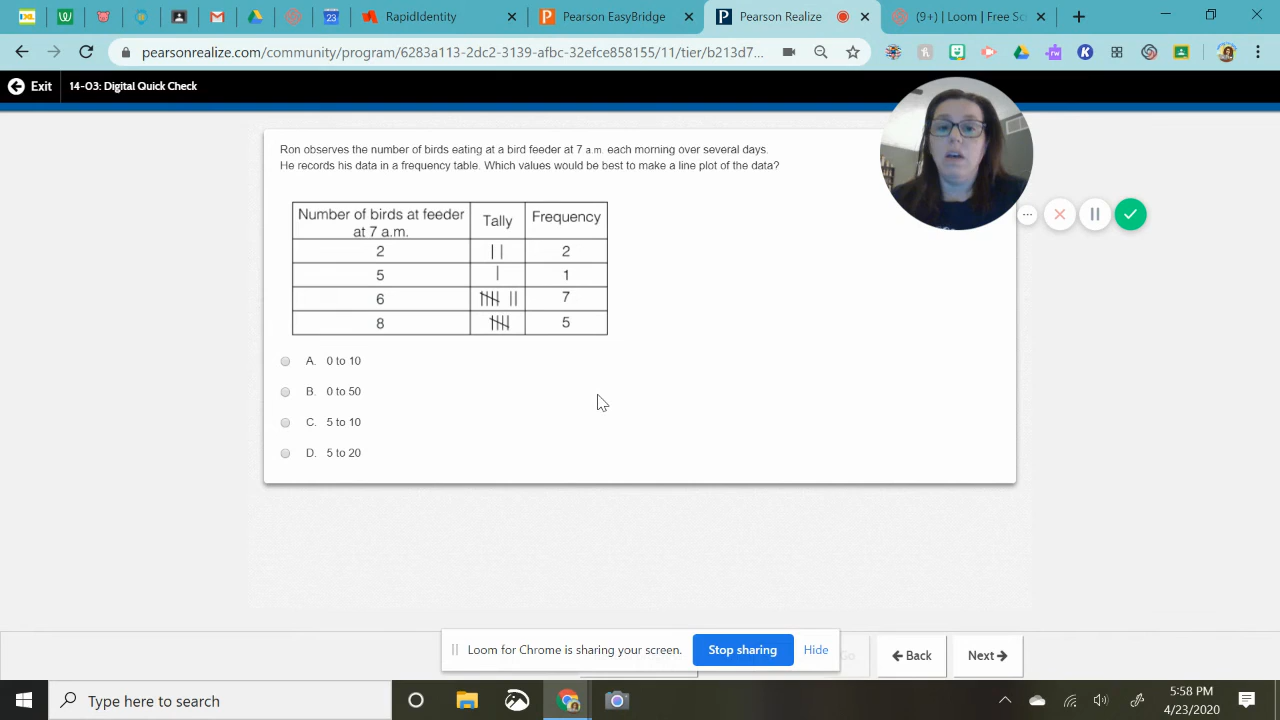 RapidIdentity
Pearson EasyBridge
Pearson Realize
(9+) | Loom | Free Scr
pearsonrealize.com/community/program/6283a113-2dc2-3139-afbc-32efce858155/11/tier/b213d7...
Exit 14-03: Digital Quick Check
Ron observes the number of birds eating at a bird feeder at 7 a.m. each morning over several days.
He records his data in a frequency table. Which values would be best to make a line plot of the data?
Number of birds at feeder at 7 a.m. Tally Frequency
2 2
5 1
6 7
8 5
A. 0 to 10
B. 0 to 50
C. 5 to 10
D. 5 to 20
Loom for Chrome is sharing your screen. Stop sharing Hide
Go Back Next
Type here to search
5:58 PM
4/23/2020